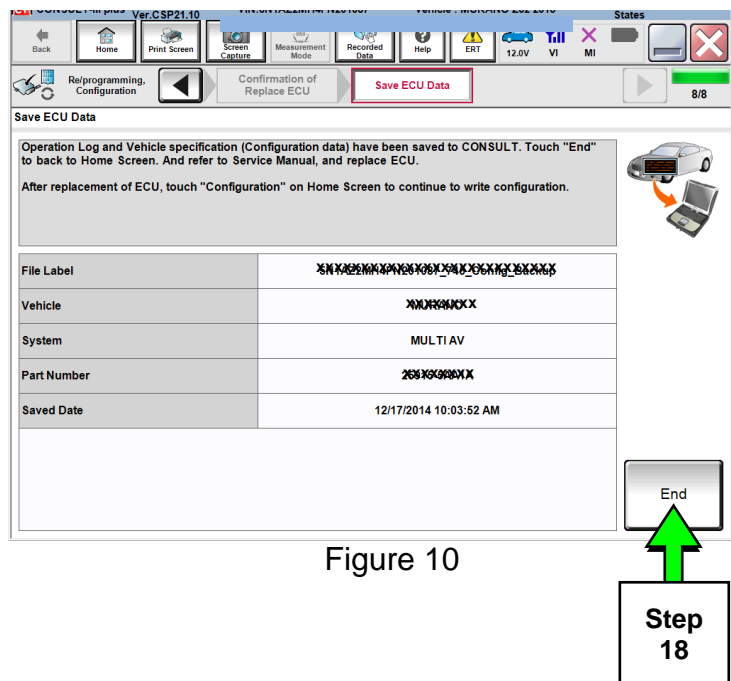 Ver.CSP21.10
States
Back
Home
Print Screen
Screen
Capture
Measurement
Mode
Recorded
Data
Help
ERT
12.0V
VI
MI
Re/programming,
Configuration
Confirmation of
Replace ECU
Save ECU Data
8/8
Save ECU Data
Operation Log and Vehicle specification (Configuration data) have been saved to CONSULT. Touch "End"
to back to Home Screen. And refer to Service Manual, and replace ECU.
After replacement of ECU, touch "Configuration" on Home Screen to continue to write configuration.
File Label
Vehicle
System
MULTI AV
Part Number
Saved Date
12/17/2014 10:03:52 AM
End
Figure 10
Step
18